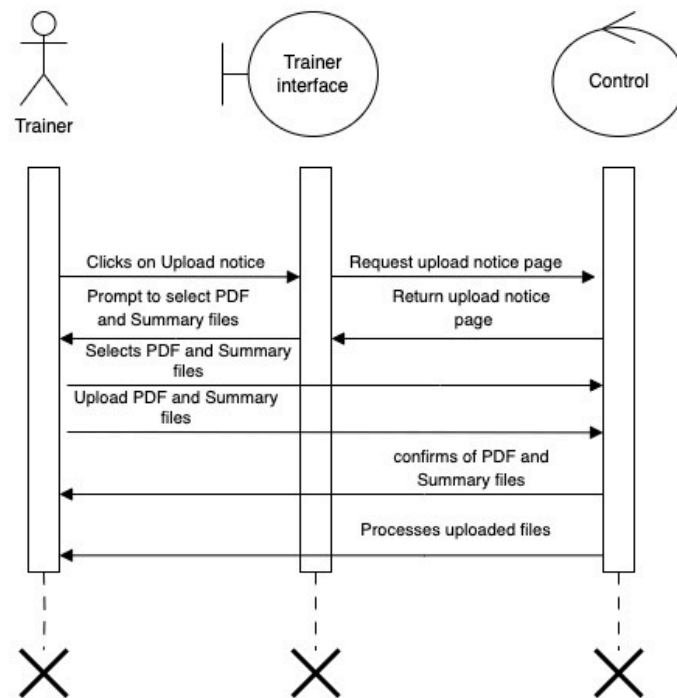 Trainer
Trainer
interface
Control
Clicks on Upload notice
Request upload notice page
Prompt to select PDF
and Summary files
Return upload notice
page
Selects PDF and Summary
files
Upload PDF and Summary
files
confirms of PDF and
Summary files
Processes uploaded files